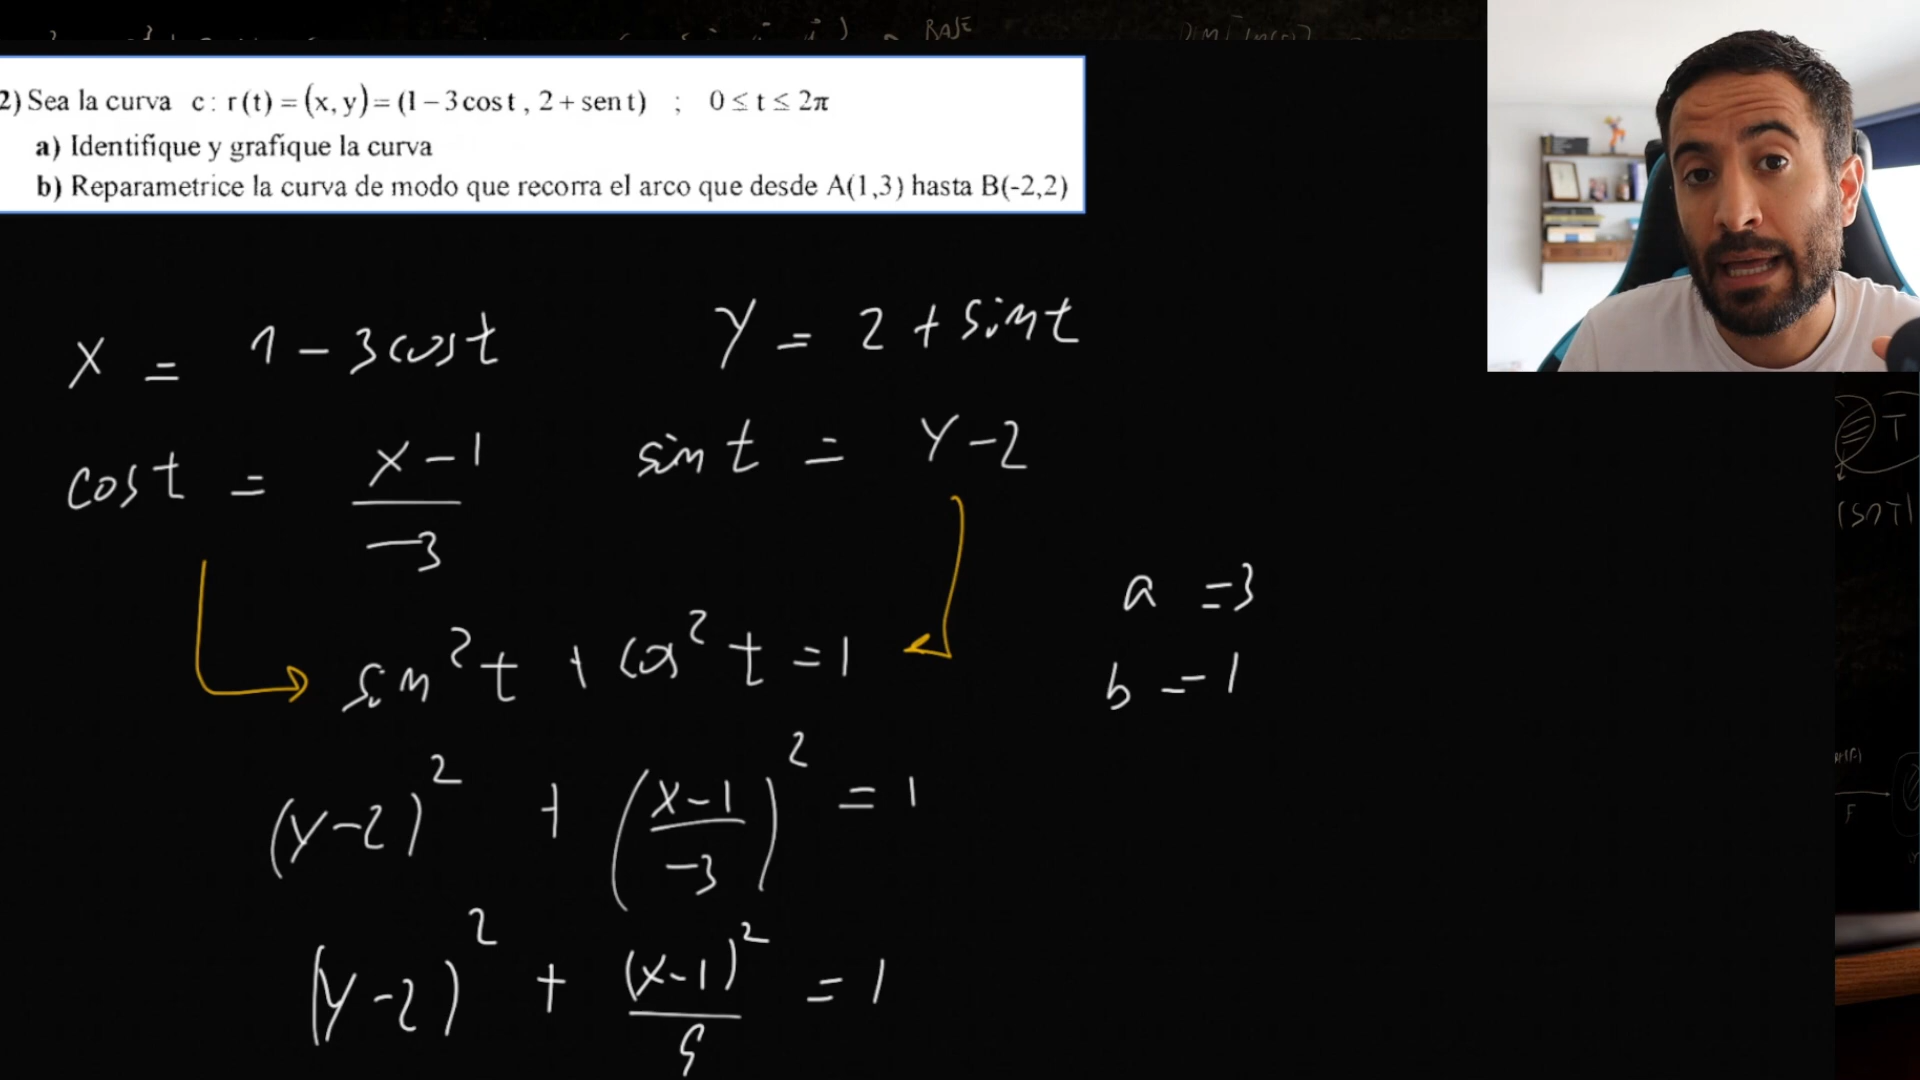 BASE
2) Sea la curva c: r(t) = (x, y) = (1 – 3cos t , 2 + sen t) ; 0 ≤ t ≤ 2π
a) Identifique y grafique la curva
b) Reparametrice la curva de modo que recorra el arco que desde A(1,3) hasta B(-2,2)
x = 1 - 3cost
y = 2 + sint
cost = x-1 / -3
sin t = y-2
sin²t + cos²t = 1
a = 3
b = 1
(y-2)² + (x-1 / -3)² = 1
(y-2)² + (x-1)² / 9 = 1
T
F